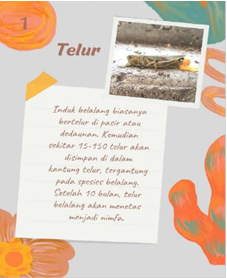 1
Telur
Induk belalang biasanya
bertelur di pasir atau
dedaunan. Kemudian
sekitar 15-150 telur akan
disimpan di dalam
kantung telur, tergantung
pada spesies belalang.
Setelah 10 bulan, telur
belalang akan menetas
menjadi nimfa.